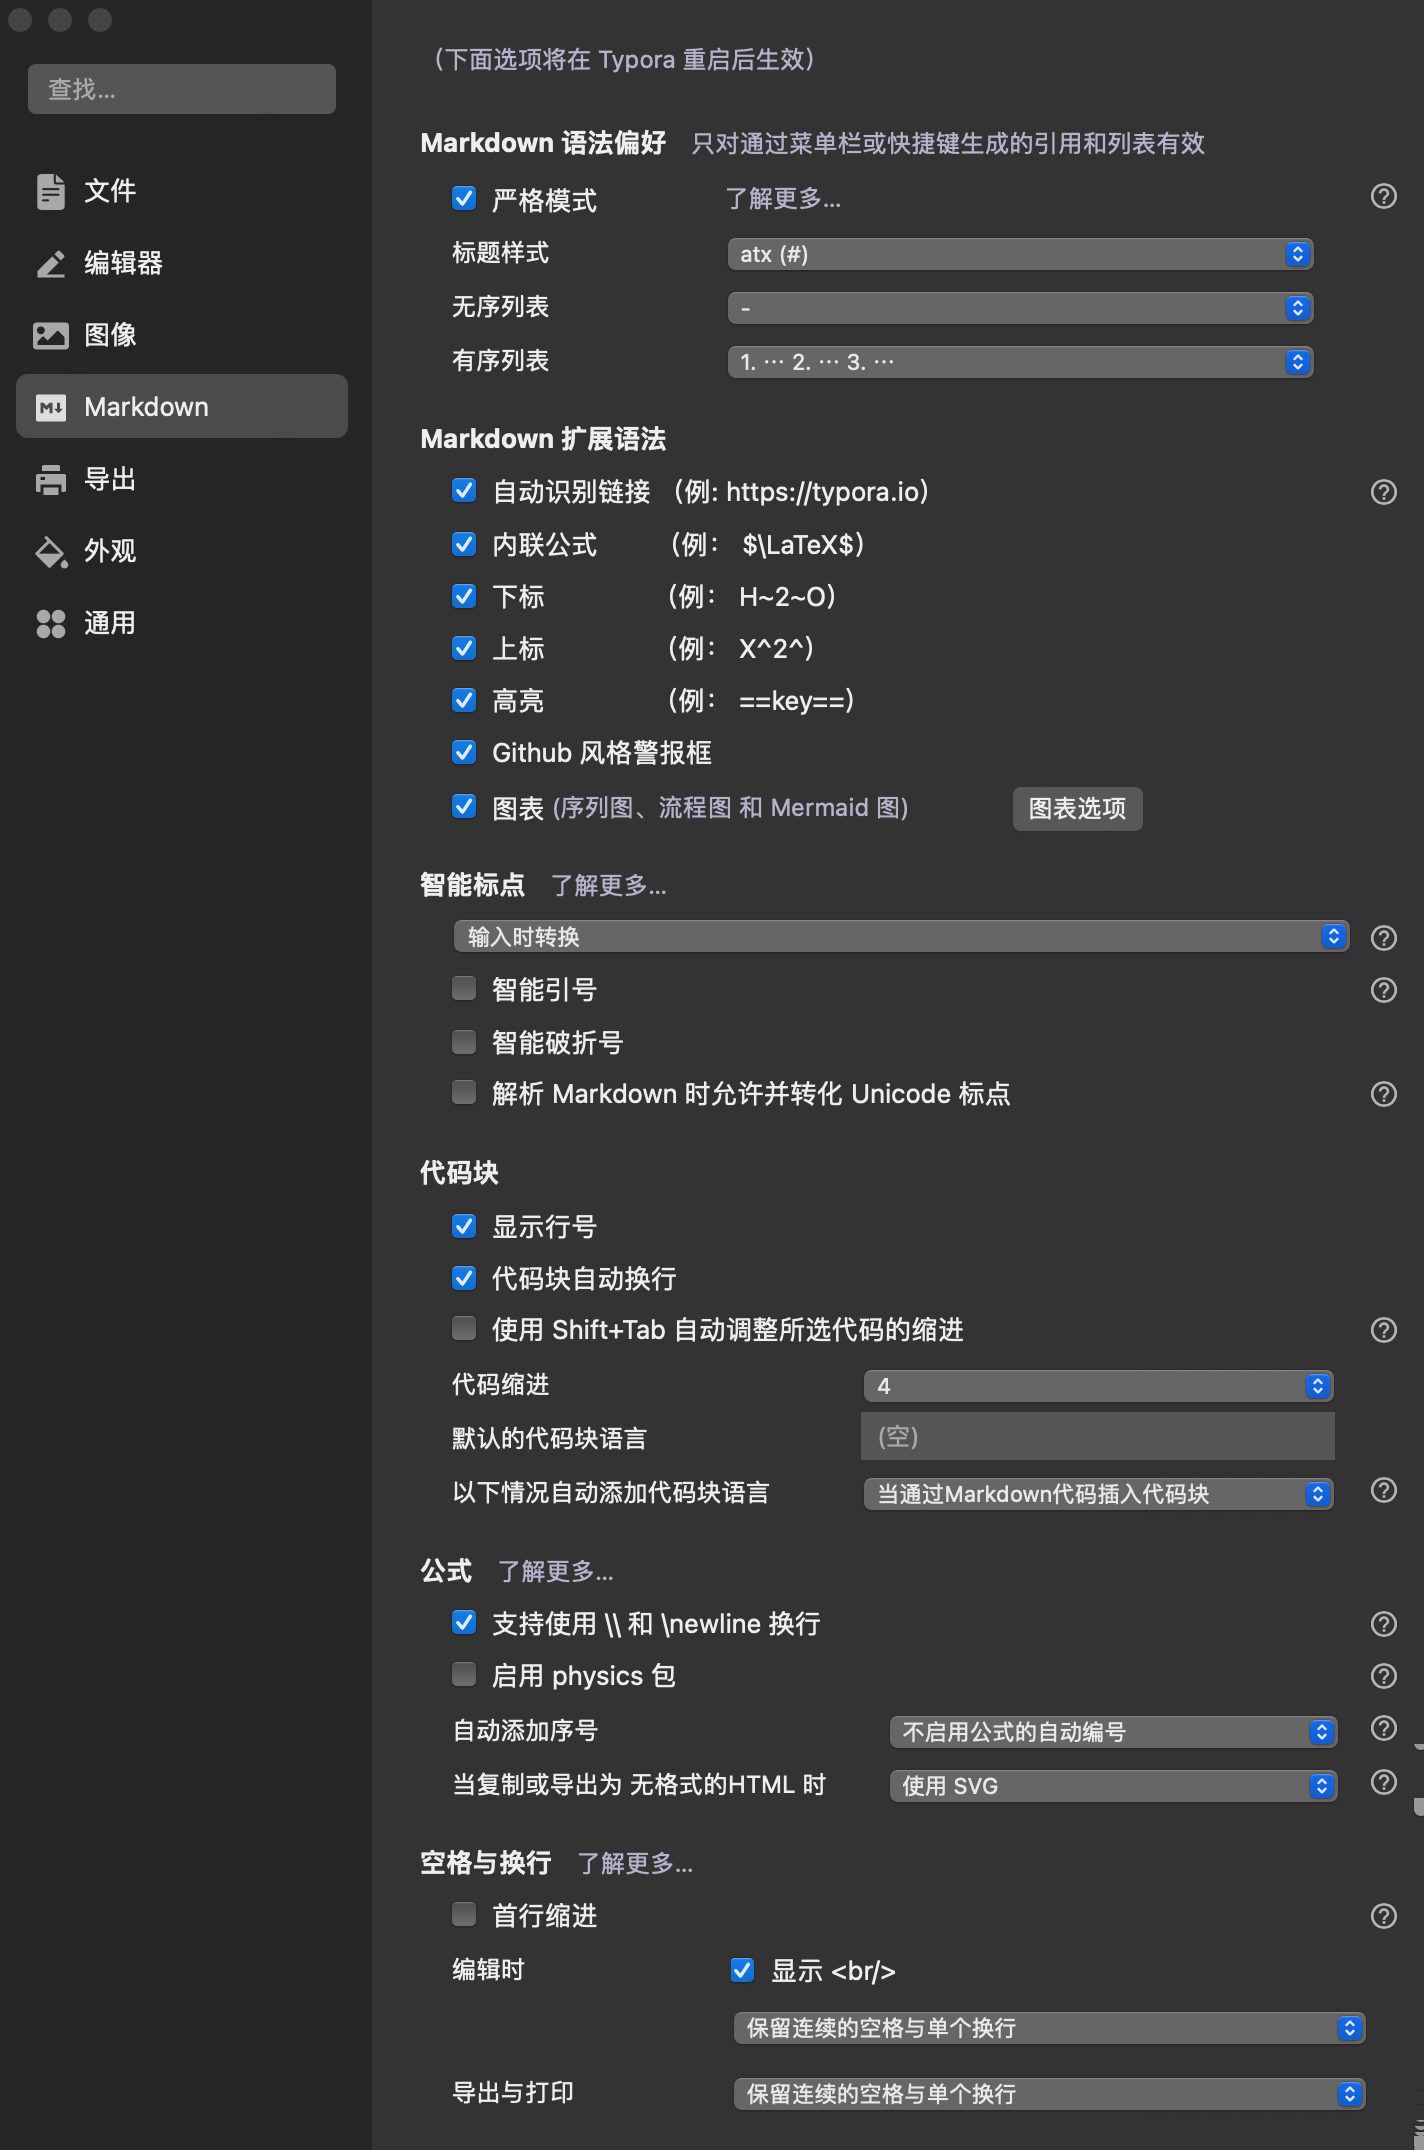 查找...
文件
编辑器
图像
Markdown
导出
外观
通用
（下面选项将在 Typora 重启后生效）
Markdown 语法偏好 只对通过菜单栏或快捷键生成的引用和列表有效
严格模式 了解更多...
标题样式 atx (#)
无序列表 -
有序列表 1. ··· 2. ··· 3. ···
Markdown 扩展语法
自动识别链接 （例: https://typora.io）
内联公式 （例： $\LaTeX$）
下标 （例： H~2~O）
上标 （例： X^2^）
高亮 （例： ==key==）
Github 风格警报框
图表 (序列图、流程图 和 Mermaid 图) 图表选项
智能标点 了解更多...
输入时转换
智能引号
智能破折号
解析 Markdown 时允许并转化 Unicode 标点
代码块
显示行号
代码块自动换行
使用 Shift+Tab 自动调整所选代码的缩进
代码缩进 4
默认的代码块语言 (空)
以下情况自动添加代码块语言 当通过Markdown代码插入代码块
公式 了解更多...
支持使用 \\ 和 \newline 换行
启用 physics 包
自动添加序号 不启用公式的自动编号
当复制或导出为 无格式的HTML 时 使用 SVG
空格与换行 了解更多...
首行缩进
编辑时 显示 <br/>
保留连续的空格与单个换行
导出与打印 保留连续的空格与单个换行